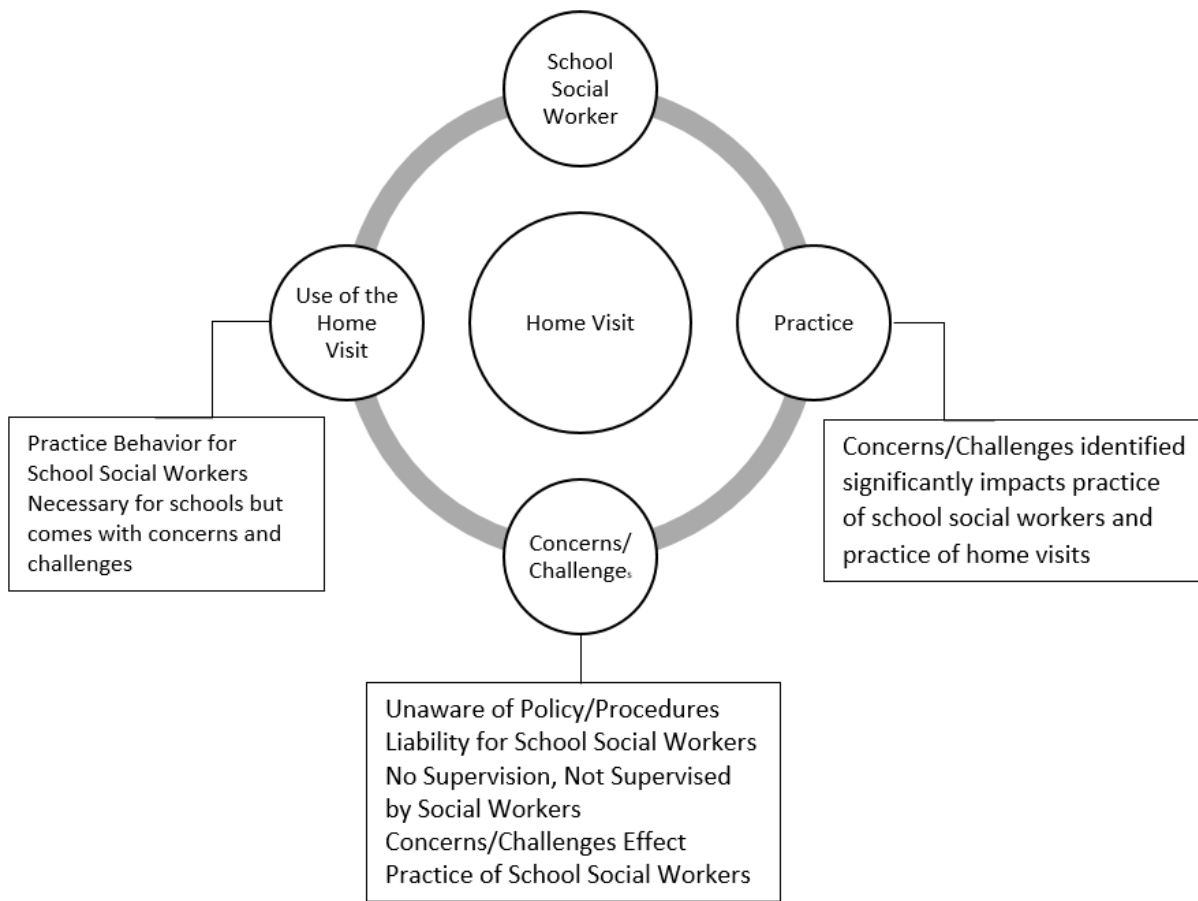 School
Social
Worker
Use of the
Home
Visit
Home Visit
Practice
Practice Behavior for
School Social Workers
Necessary for schools but
comes with concerns and
challenges
Concerns/Challenges identified
significantly impacts practice
of school social workers and
practice of home visits
Concerns/
Challenges
Unaware of Policy/Procedures
Liability for School Social Workers
No Supervision, Not Supervised
by Social Workers
Concerns/Challenges Effect
Practice of School Social Workers